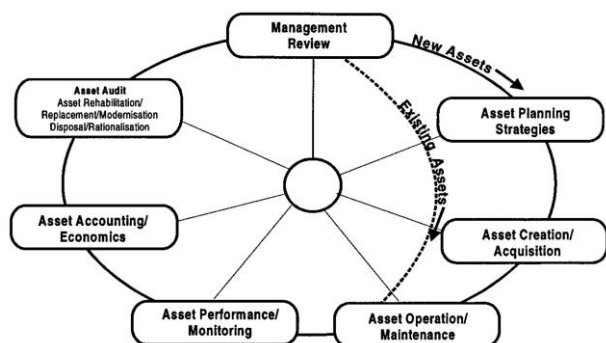 Management
Review
New Assets
Asset Audit
Asset Rehabilitation/
Replacement/Modernisation
Disposal/Rationalisation
Existing Assets
Asset Planning
Strategies
Asset Accounting/
Economics
Asset Creation/
Acquisition
Asset Performance/
Monitoring
Asset Operation/
Maintenance